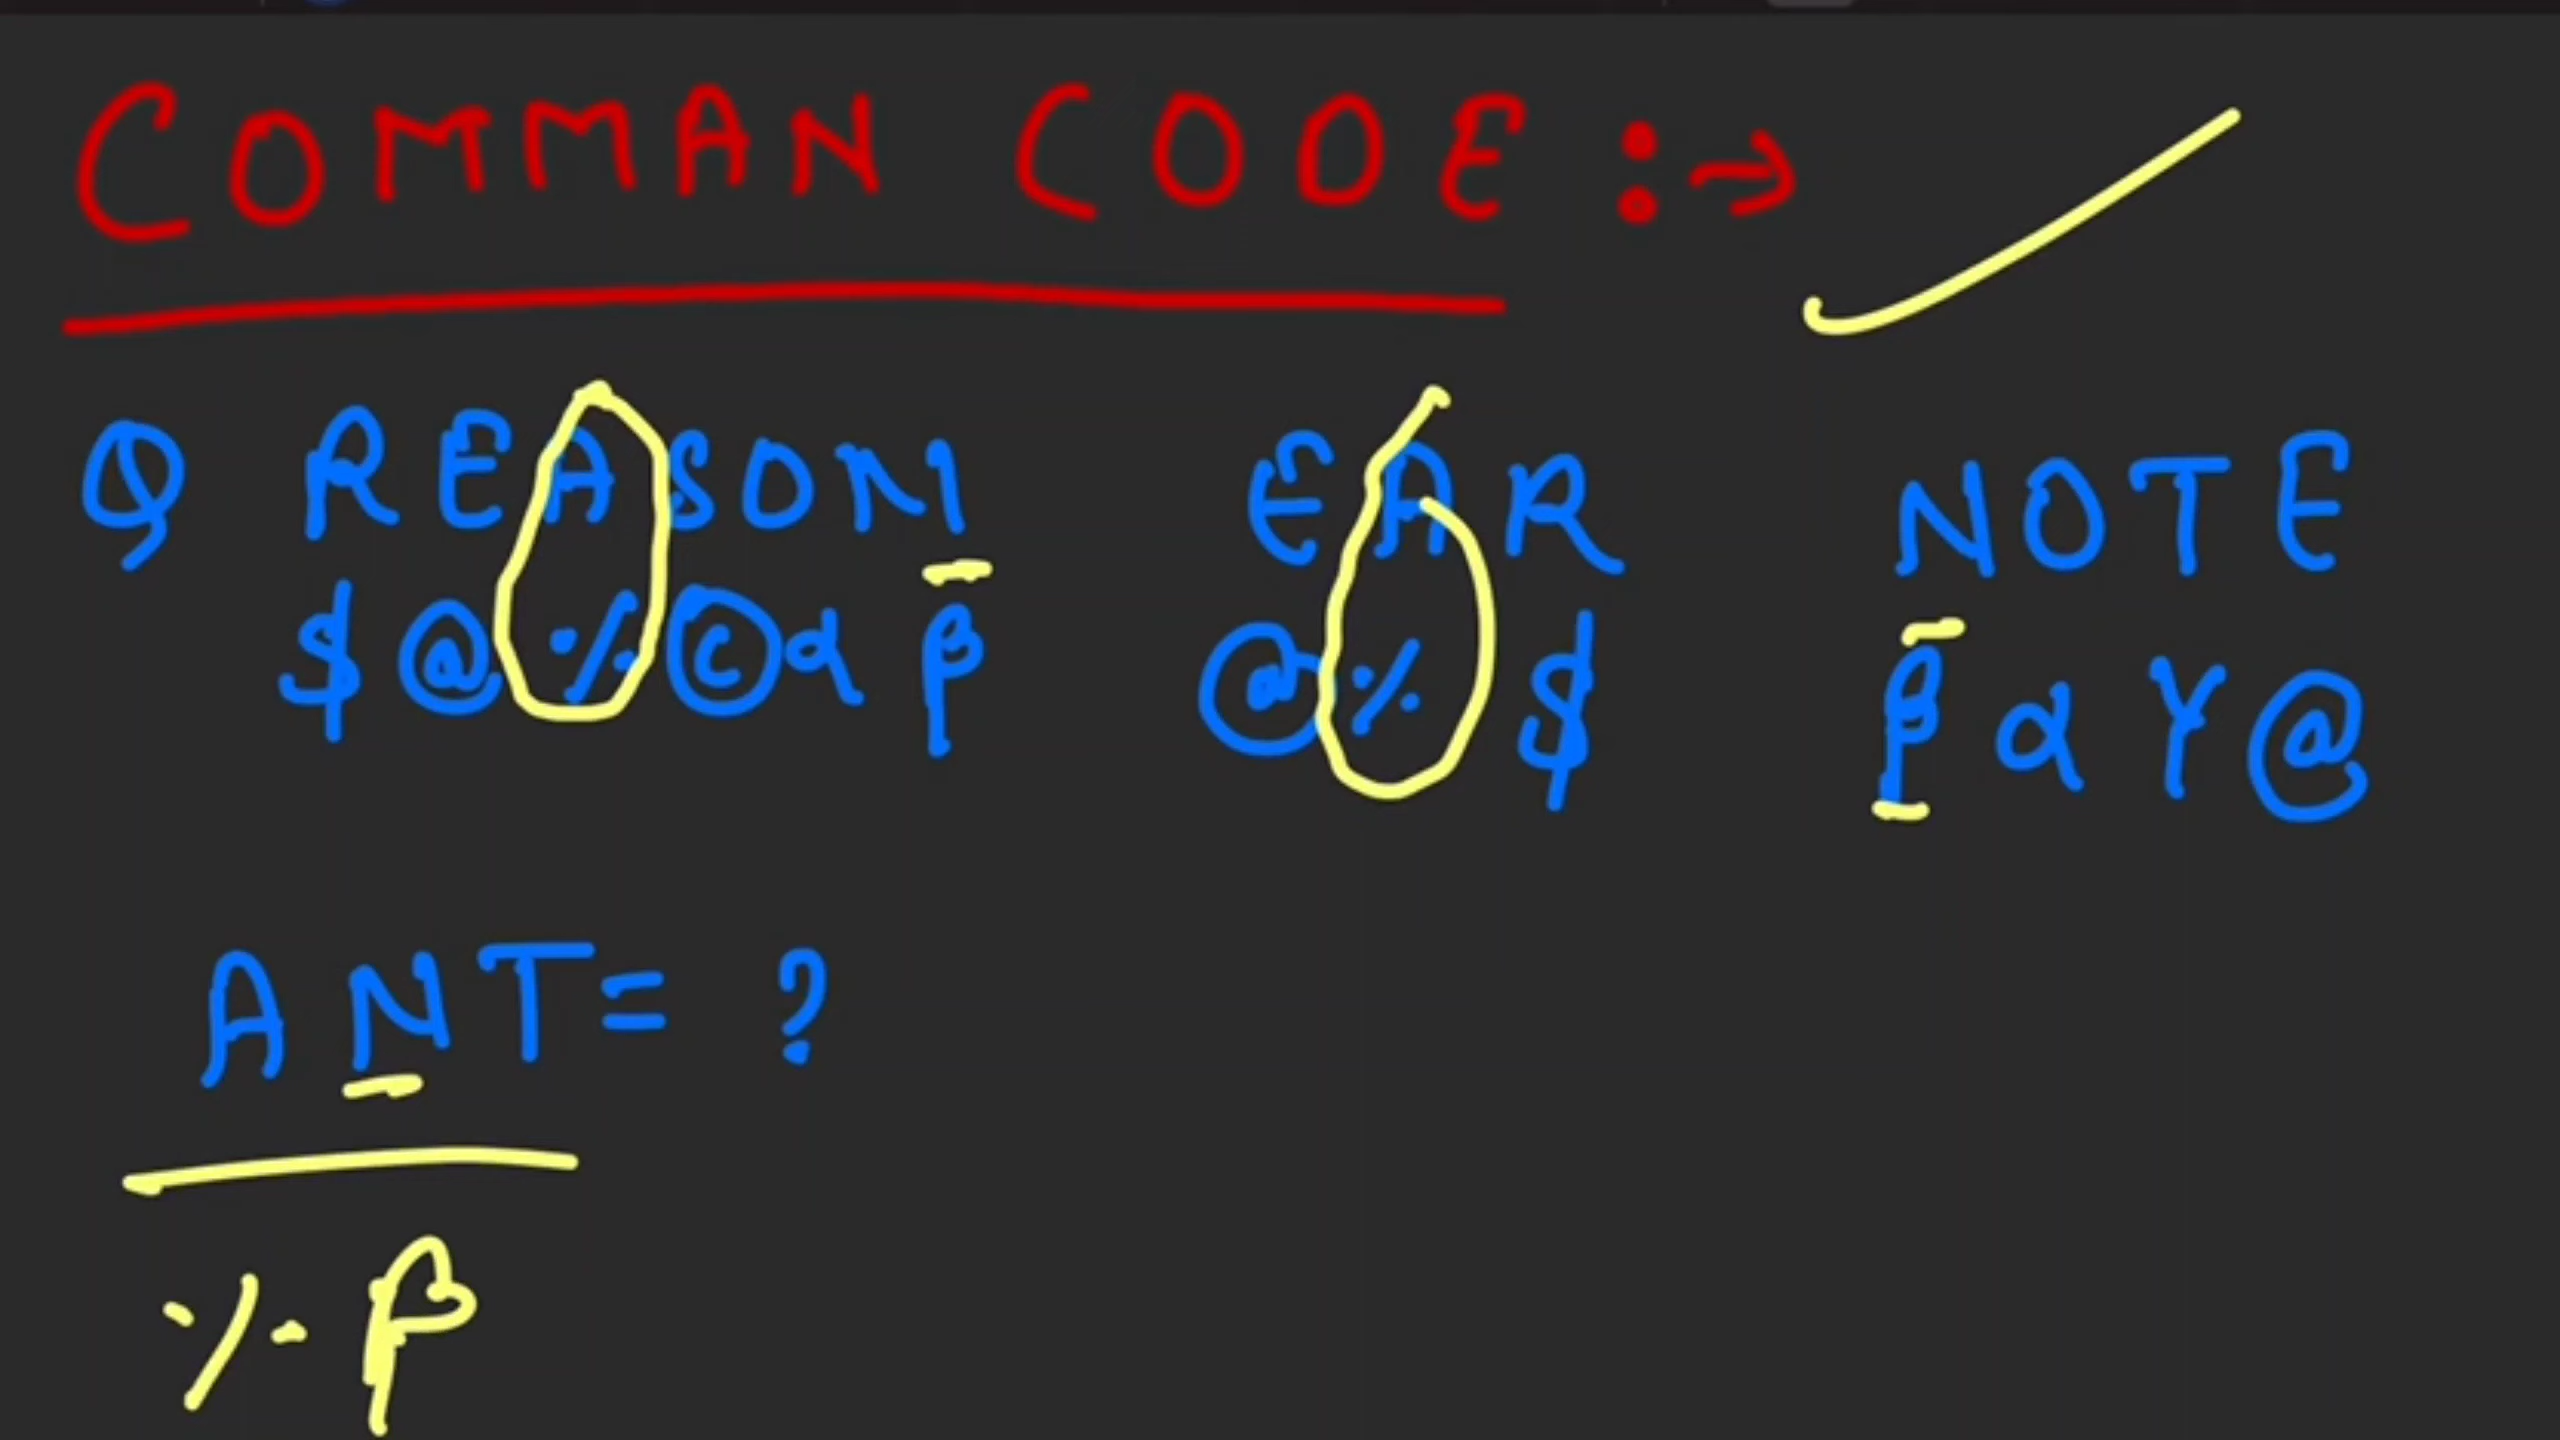 COMMAN CODE :→
Q REASON EAR NOTE
$@%©αβ @%$ βαγ@
ANT= ?
%β